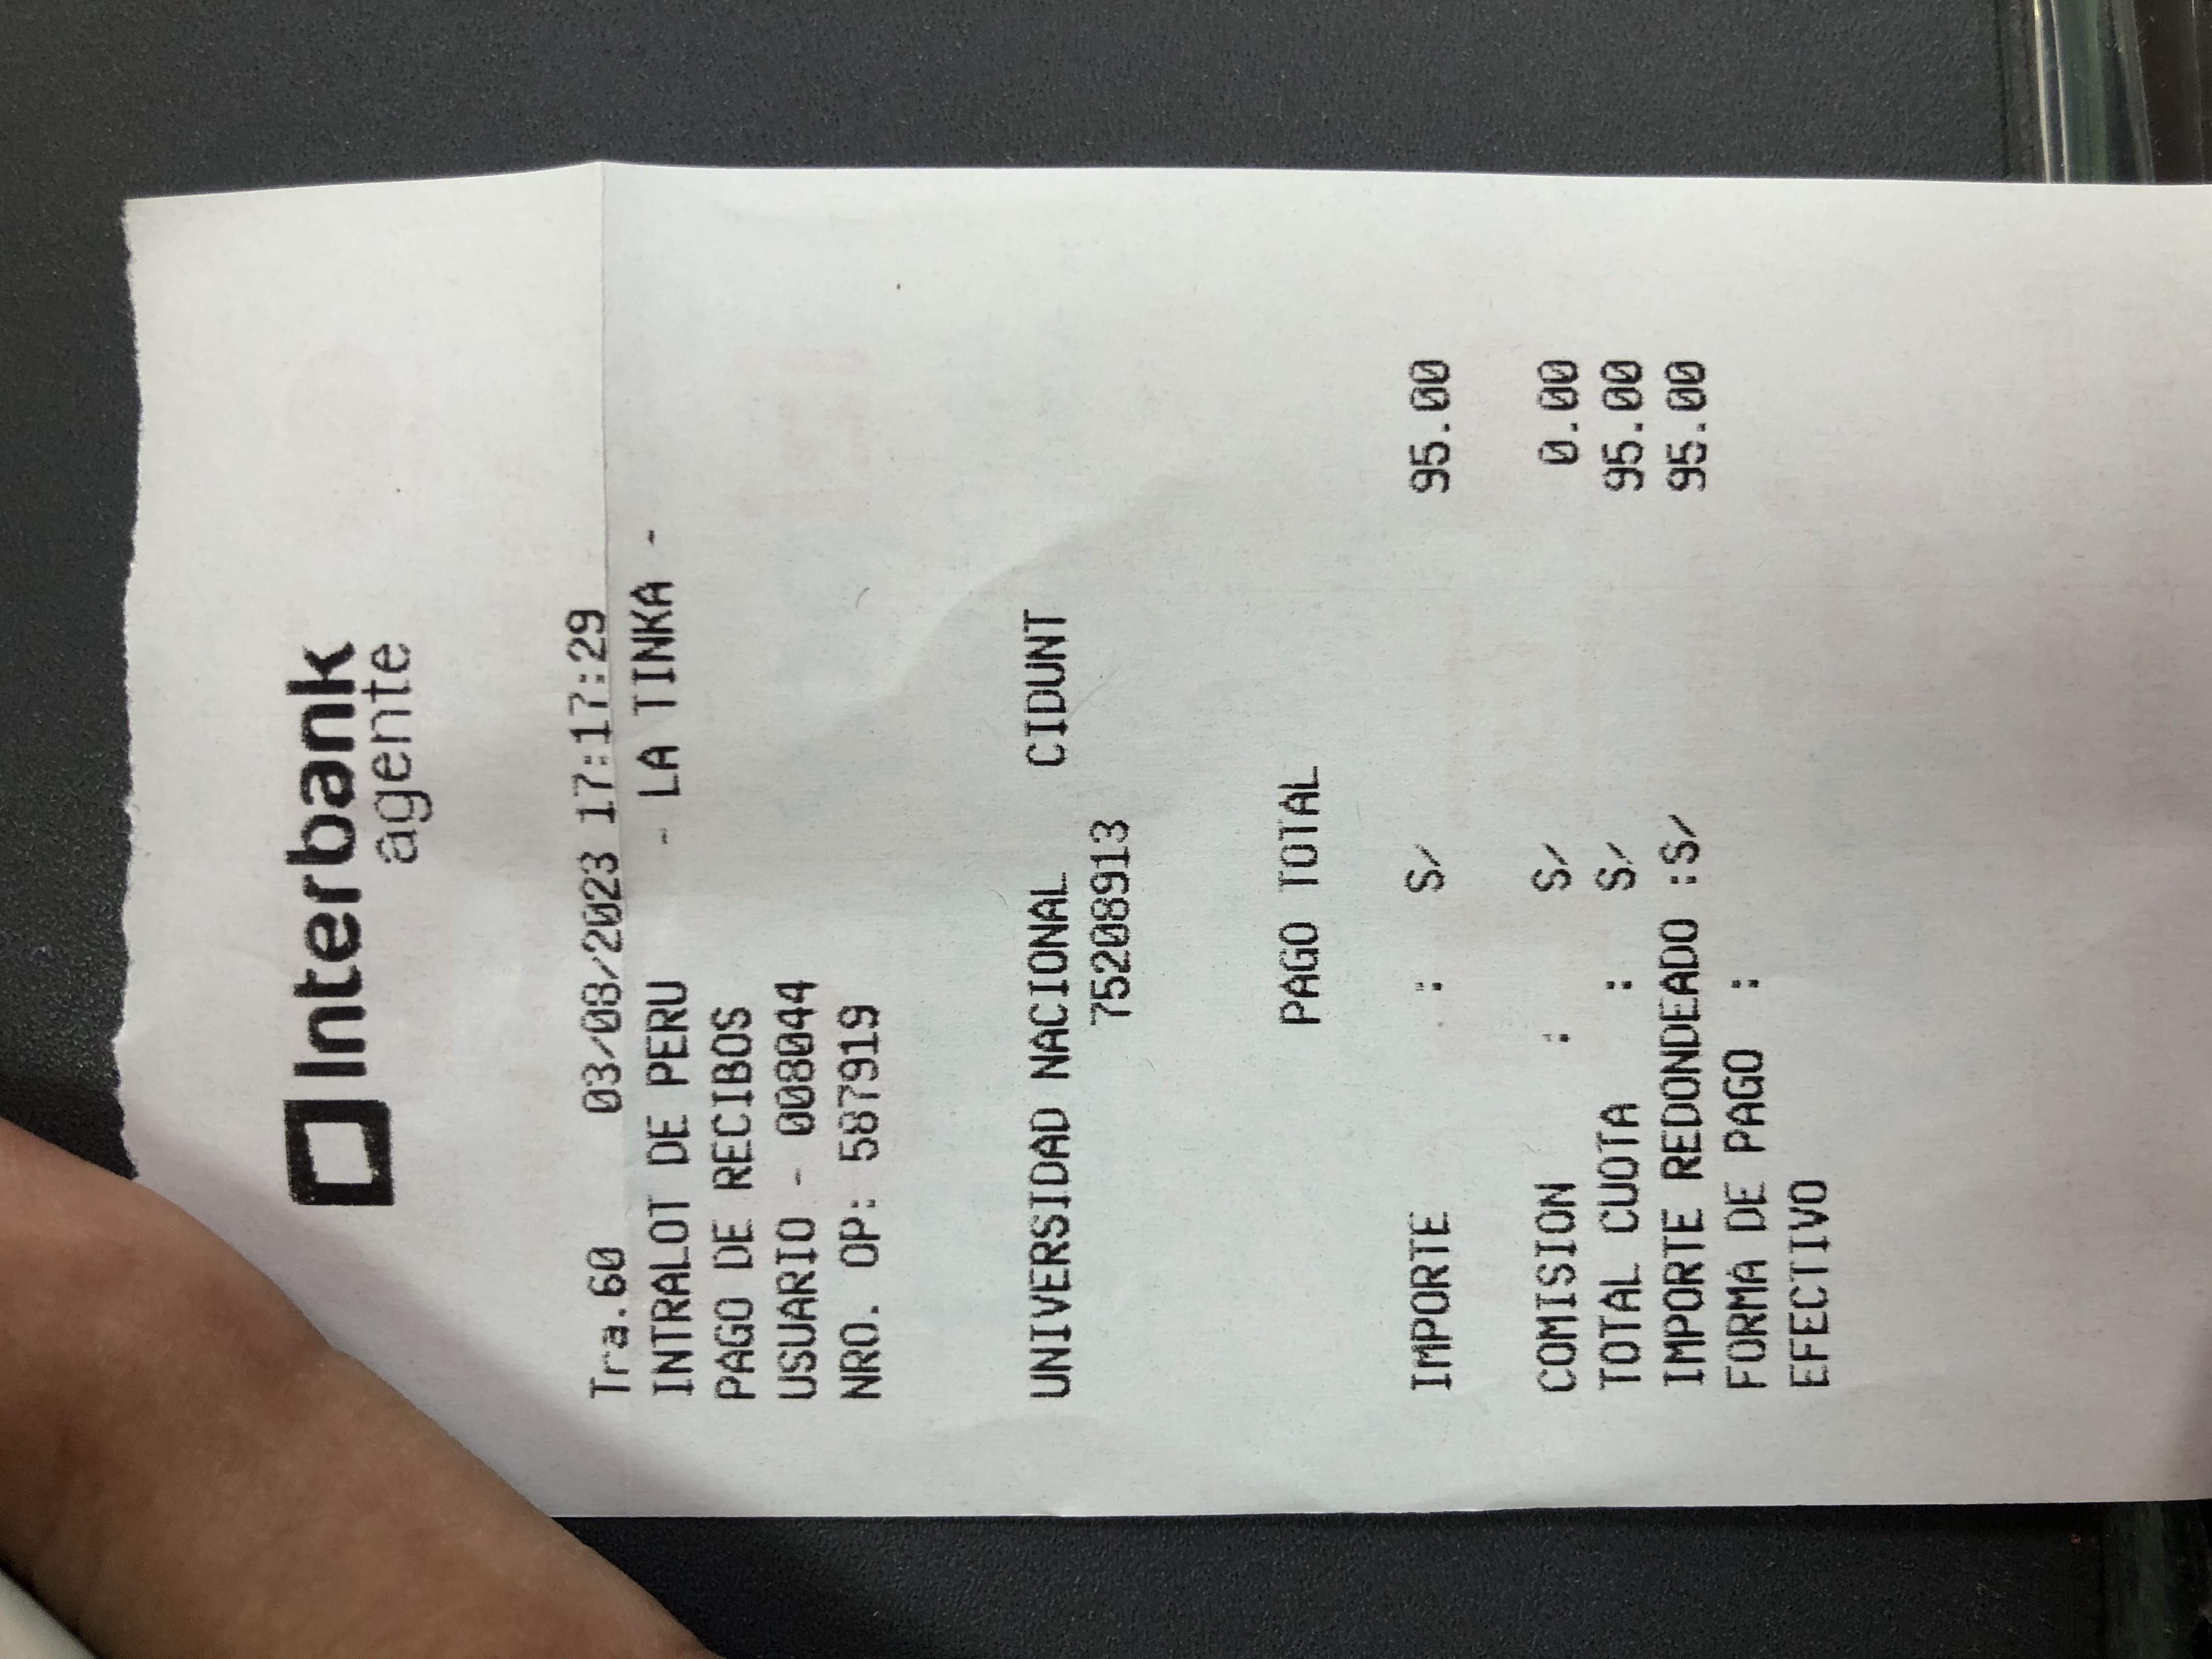 Interbank
agente
Tra.60 03/08/2023 17:17:29
INTRALOT DE PERU - LA TINKA -
PAGO DE RECIBOS
USUARIO - 008044
NRO. OP: 587919
UNIVERSIDAD NACIONAL CIDUNT
75208913
PAGO TOTAL
IMPORTE : S/ 95.00
COMISION : S/ 0.00
TOTAL CUOTA : S/ 95.00
IMPORTE REDONDEADO :S/ 95.00
FORMA DE PAGO :
EFECTIVO